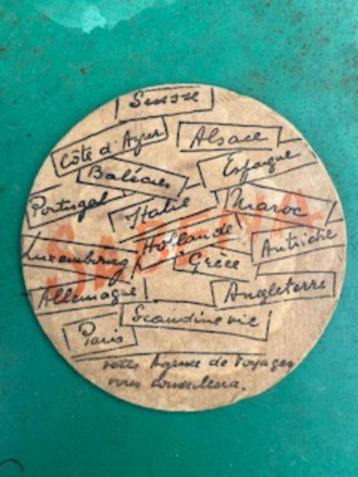 Suisse
Côte d'Azur
Alsace
Baléares
Espagne
Portugal
Italie
Maroc
SABENA
Hollande
Luxembourg
Autriche
Grèce
Allemagne
Angleterre
Scandinavie
Paris
votre Agence de Voyages
vous conseillera.